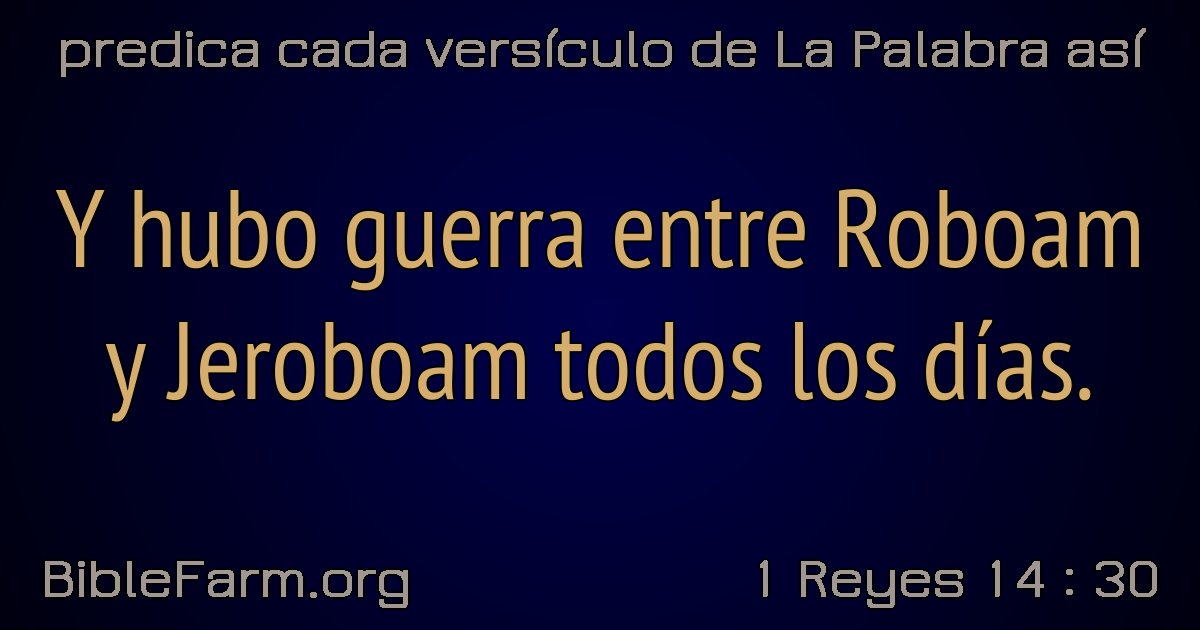 predica cada versículo de La Palabra así
Y hubo guerra entre Roboam
y Jeroboam todos los días.
BibleFarm.org
1 Reyes 14 : 30